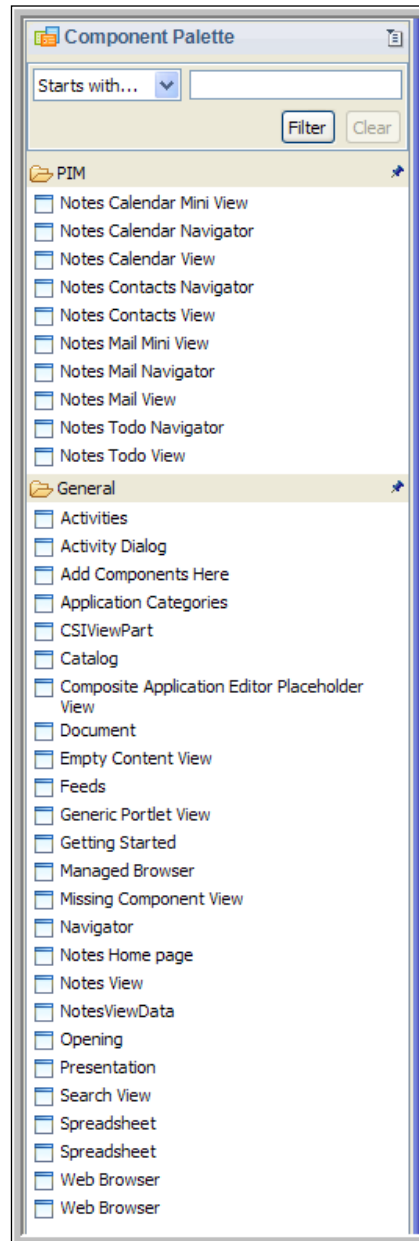 Component Palette
Starts with...
Filter Clear
PIM
Notes Calendar Mini View
Notes Calendar Navigator
Notes Calendar View
Notes Contacts Navigator
Notes Contacts View
Notes Mail Mini View
Notes Mail Navigator
Notes Mail View
Notes Todo Navigator
Notes Todo View
General
Activities
Activity Dialog
Add Components Here
Application Categories
CSIViewPart
Catalog
Composite Application Editor Placeholder
View
Document
Empty Content View
Feeds
Generic Portlet View
Getting Started
Managed Browser
Missing Component View
Navigator
Notes Home page
Notes View
NotesViewData
Opening
Presentation
Search View
Spreadsheet
Spreadsheet
Web Browser
Web Browser